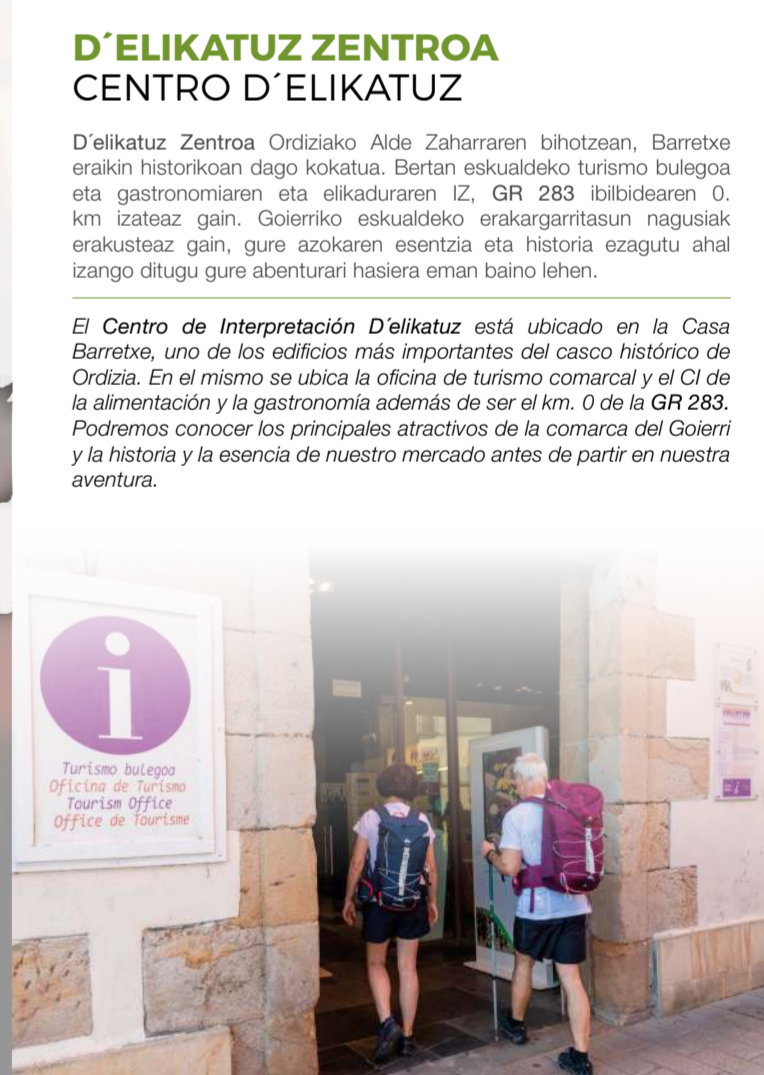 D´ELIKATUZ ZENTROA
CENTRO D´ELIKATUZ
D´elikatuz Zentroa Ordiziako Alde Zaharraren bihotzean, Barretxe
eraikin historikoan dago kokatua. Bertan eskualdeko turismo bulegoa
eta gastronomiaren eta elikaduraren IZ, GR 283 ibilbidearen 0.
km izateaz gain. Goierriko eskualdeko erakargarritasun nagusiak
erakusteaz gain, gure azokaren esentzia eta historia ezagutu ahal
izango ditugu gure abenturari hasiera eman baino lehen.
El Centro de Interpretación D´elikatuz está ubicado en la Casa
Barretxe, uno de los edificios más importantes del casco histórico de
Ordizia. En el mismo se ubica la oficina de turismo comarcal y el CI de
la alimentación y la gastronomía además de ser el km. 0 de la GR 283.
Podremos conocer los principales atractivos de la comarca del Goierri
y la historia y la esencia de nuestro mercado antes de partir en nuestra
aventura.
i
Turismo bulegoa
Oficina de Turismo
Tourism Office
Office de Tourisme